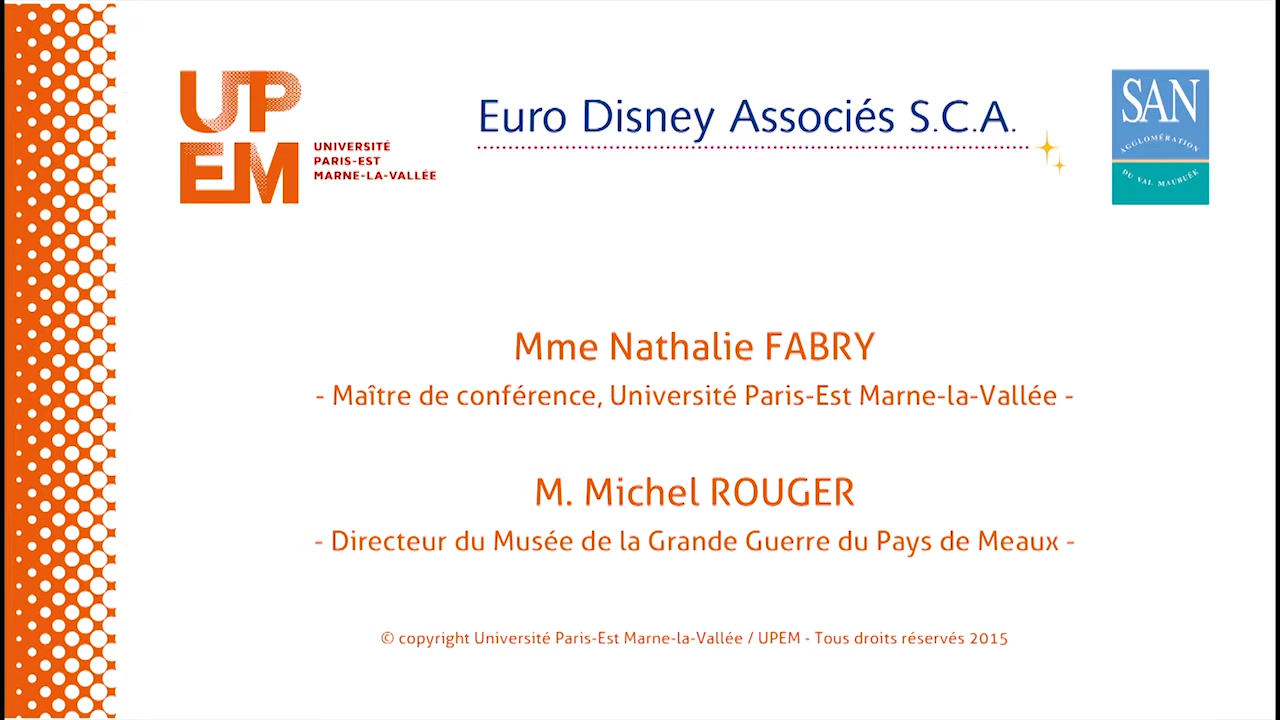 UP
EM
UNIVERSITÉ
PARIS-EST
MARNE-LA-VALLÉE
Euro Disney Associés S.C.A.
SAN
AGGLOMÉRATION
DU VAL MAUBUÉE
Mme Nathalie FABRY
- Maître de conférence, Université Paris-Est Marne-la-Vallée -
M. Michel ROUGER
- Directeur du Musée de la Grande Guerre du Pays de Meaux -
© copyright Université Paris-Est Marne-la-Vallée / UPEM - Tous droits réservés 2015